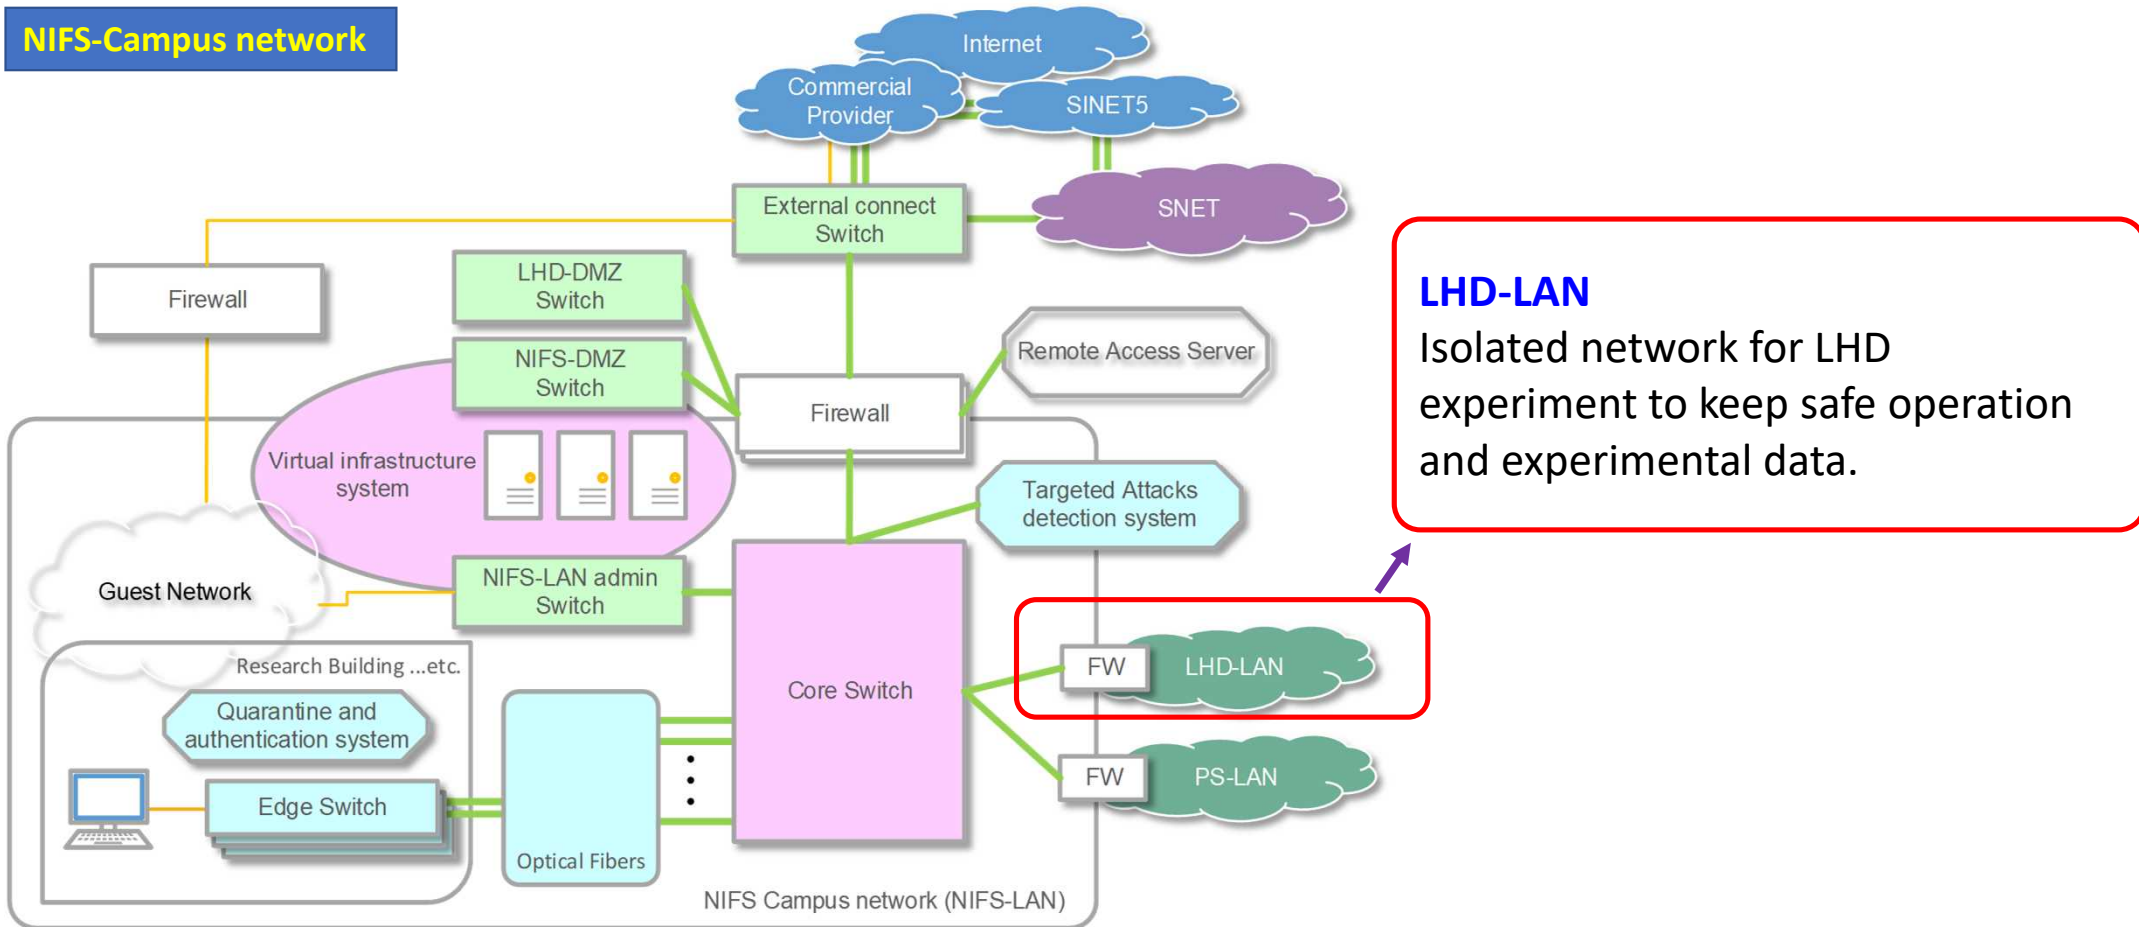 NIFS-Campus network
Internet
Commercial
Provider
SINET5
External connect
Switch
SNET
Firewall
LHD-DMZ
Switch
NIFS-DMZ
Switch
Remote Access Server
Firewall
Virtual infrastructure
system
Targeted Attacks
detection system
Guest Network
NIFS-LAN admin
Switch
Core Switch
FW
LHD-LAN
FW
PS-LAN
Research Building ...etc.
Quarantine and
authentication system
Edge Switch
Optical Fibers
NIFS Campus network (NIFS-LAN)
LHD-LAN
Isolated network for LHD
experiment to keep safe operation
and experimental data.